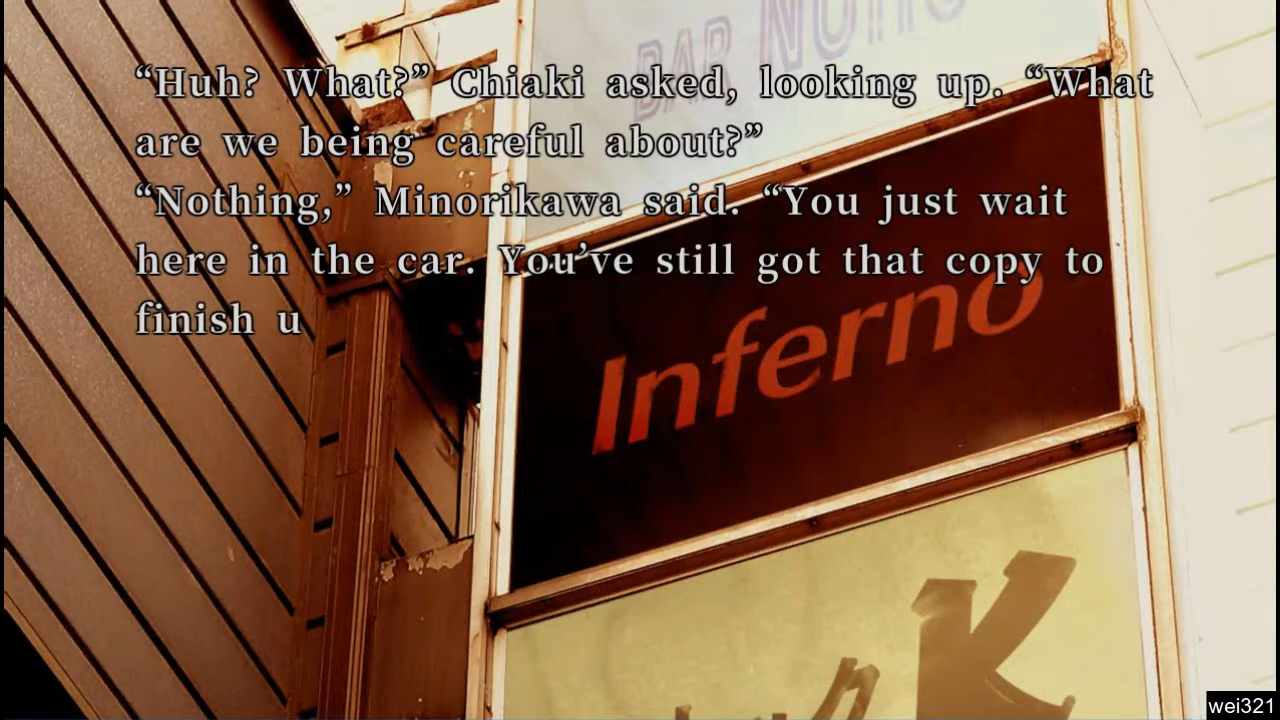 BAR
“Huh? What?” Chiaki asked, looking up. “What
are we being careful about?”
“Nothing,” Minorikawa said. “You just wait
here in the car. You’ve still got that copy to
finish u
Inferno
K
wei321